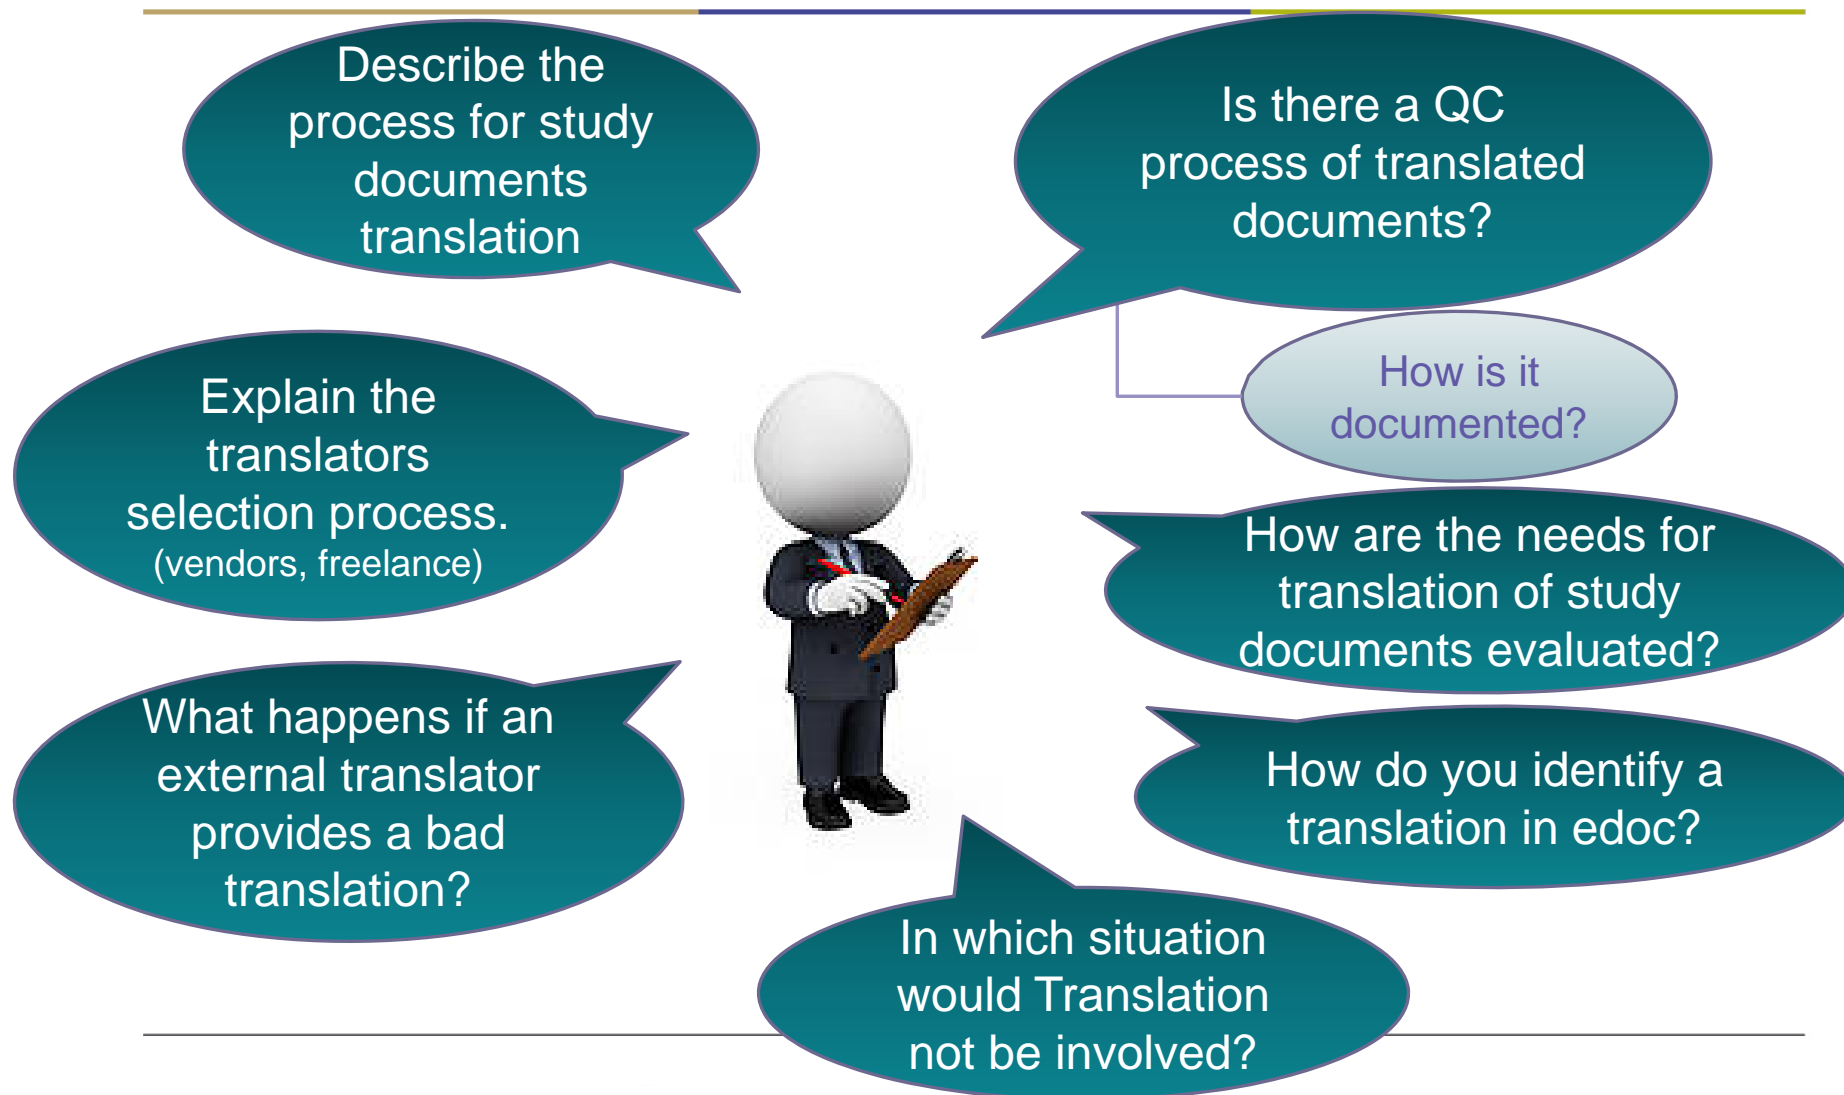 Describe the
process for study
documents
translation
Is there a QC
process of translated
documents?
How is it
documented?
Explain the
translators
selection process.
(vendors, freelance)
How are the needs for
translation of study
documents evaluated?
What happens if an
external translator
provides a bad
translation?
How do you identify a
translation in edoc?
In which situation
would Translation
not be involved?